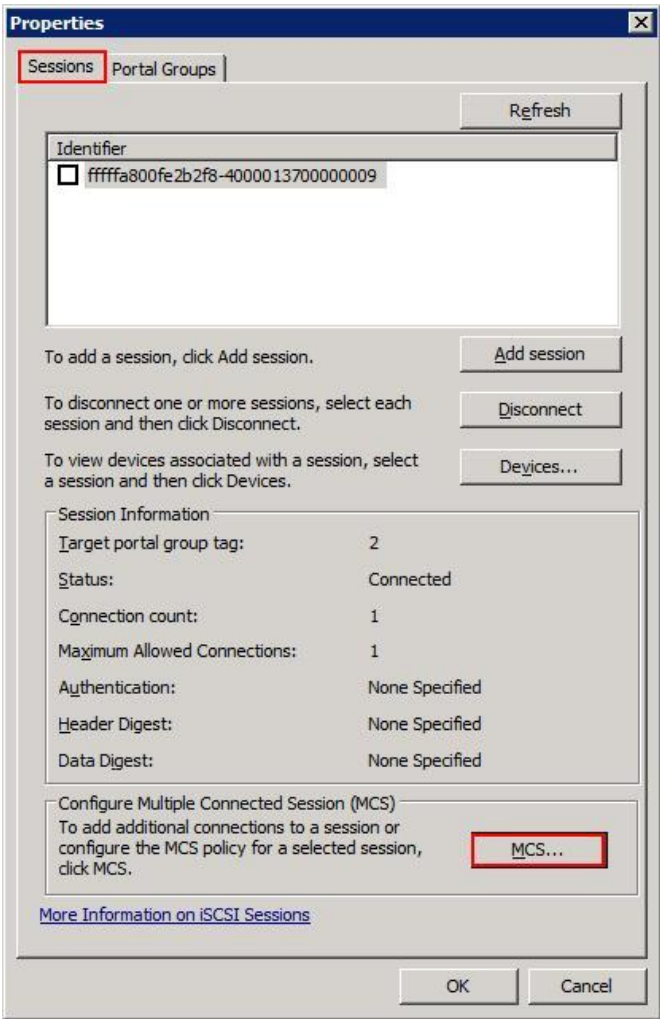 Properties
Sessions
Portal Groups
Refresh
Identifier
fffffa800fe2b2f8-4000013700000009
To add a session, click Add session.
Add session
To disconnect one or more sessions, select each
session and then click Disconnect.
Disconnect
To view devices associated with a session, select
a session and then click Devices.
Devices...
Session Information
Target portal group tag: 2
Status: Connected
Connection count: 1
Maximum Allowed Connections: 1
Authentication: None Specified
Header Digest: None Specified
Data Digest: None Specified
Configure Multiple Connected Session (MCS)
To add additional connections to a session or
configure the MCS policy for a selected session,
click MCS.
MCS...
More Information on iSCSI Sessions
OK
Cancel